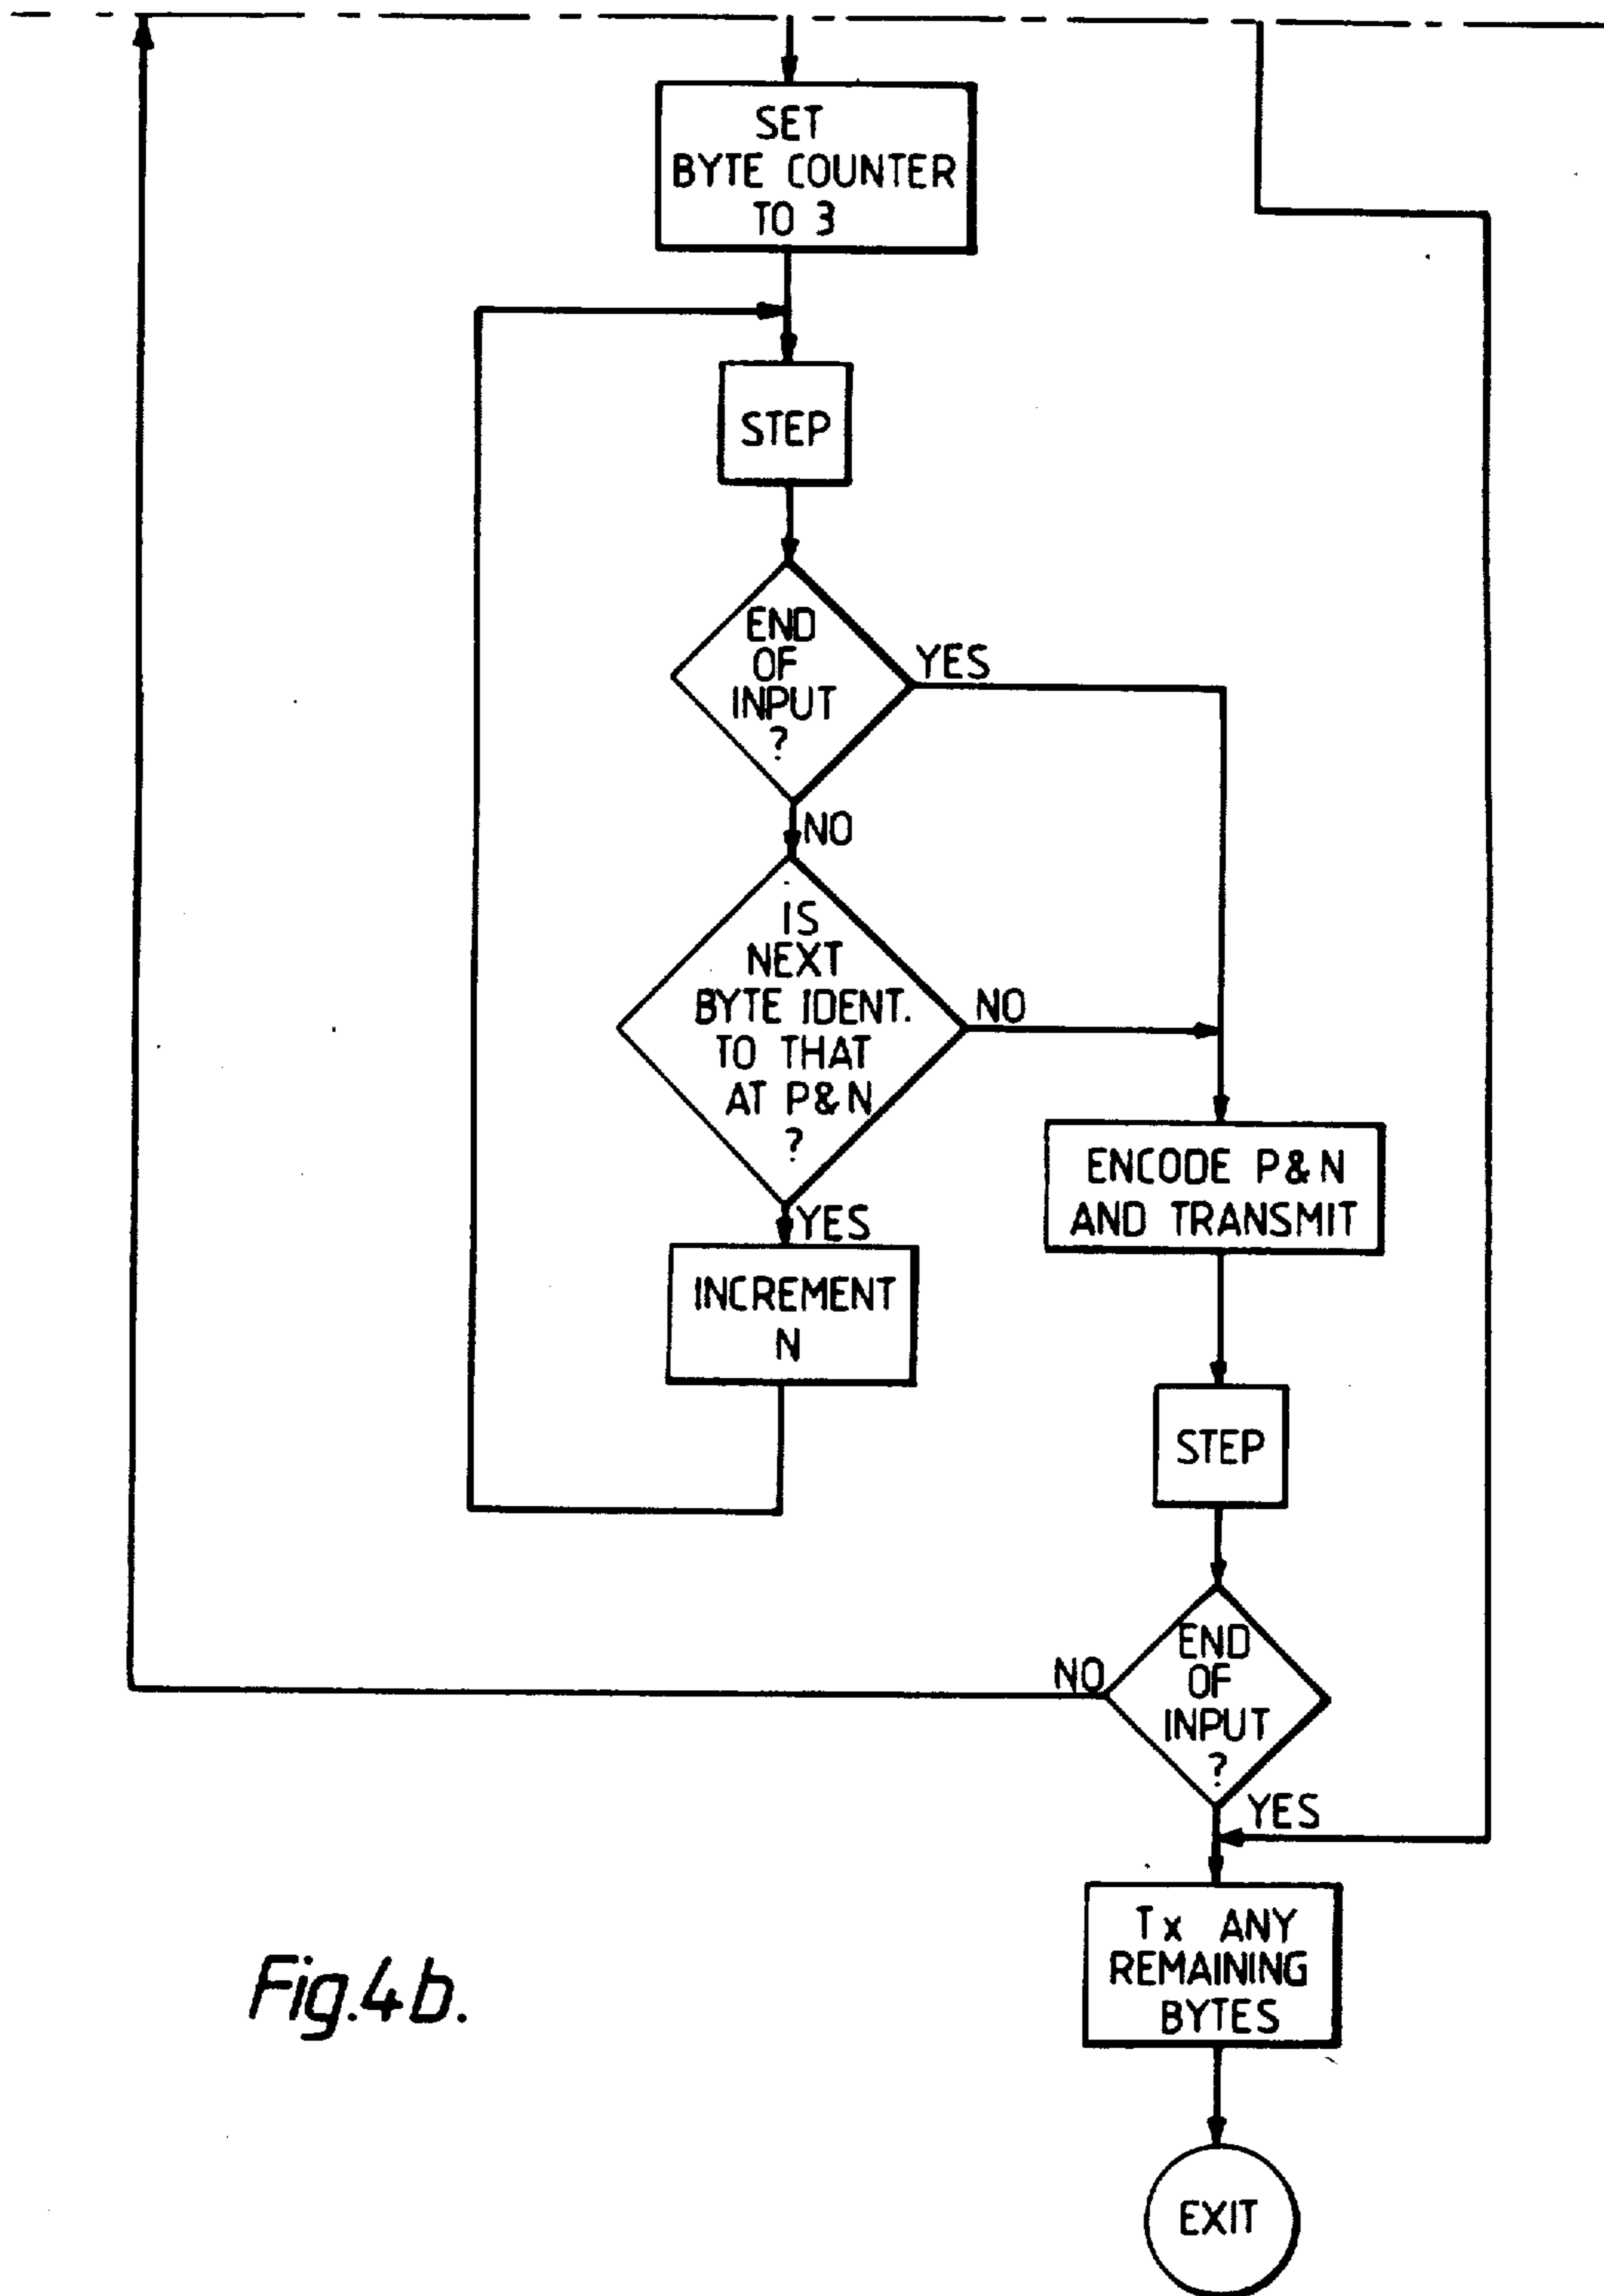 SET
BYTE COUNTER
TO 3
STEP
END
OF
INPUT
?
YES
NO
IS
NEXT
BYTE IDENT.
TO THAT
AT P&N
?
NO
YES
ENCODE P&N
AND TRANSMIT
INCREMENT
N
STEP
END
OF
INPUT
?
NO
YES
Tx ANY
REMAINING
BYTES
EXIT
Fig.4b.